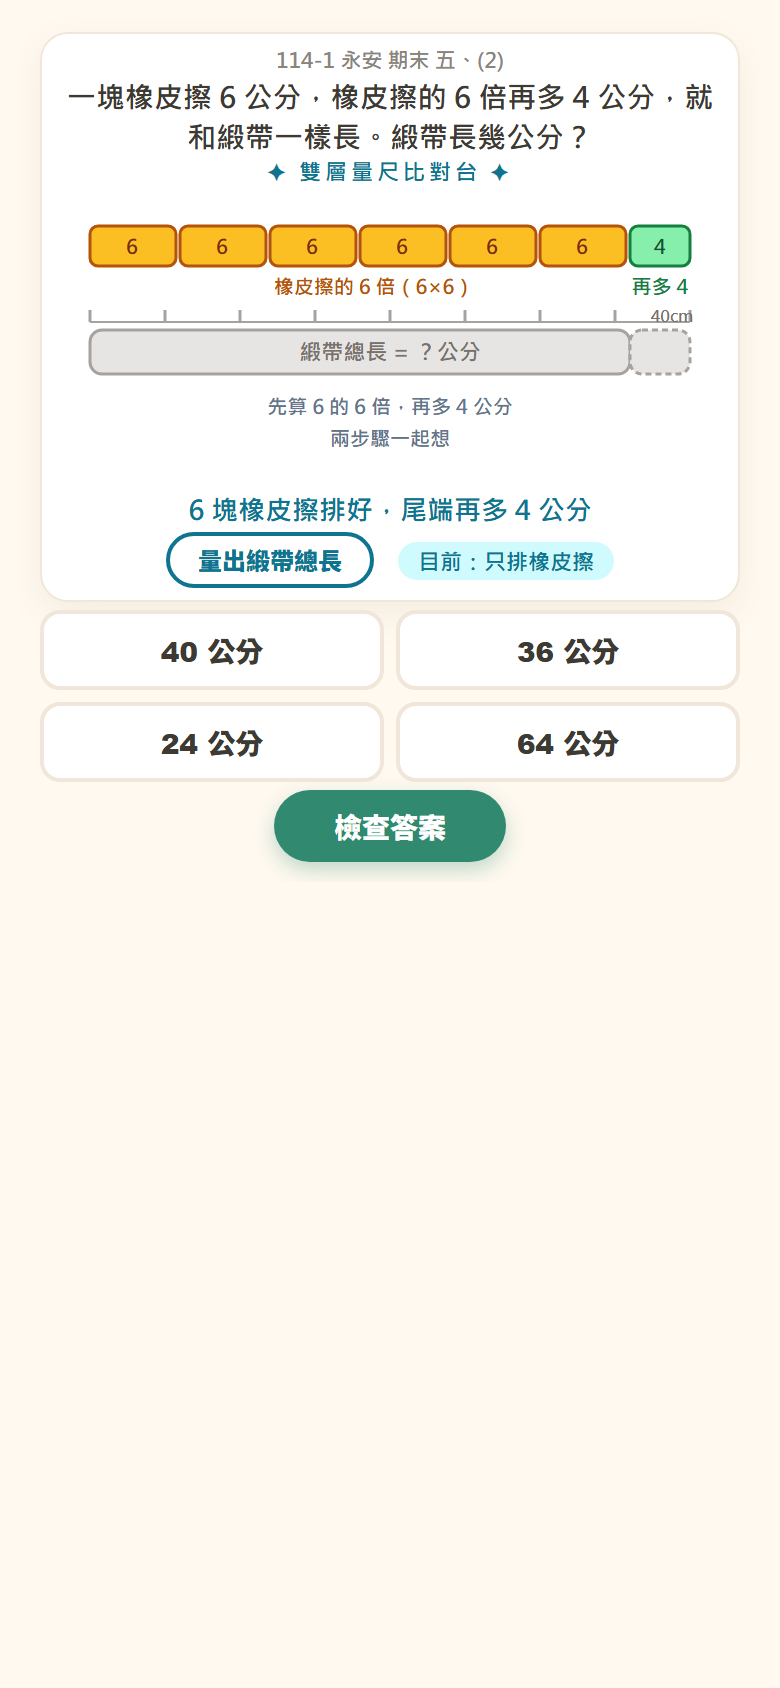 114-1 永安 期末 五、(2)
一塊橡皮擦 6 公分，橡皮擦的 6 倍再多 4 公分，就
和緞帶一樣長。緞帶長幾公分？
✦ 雙層量尺比對台 ✦
6 6 6 6 6 6 4
橡皮擦的 6 倍（6×6） 再多 4
40cm
緞帶總長 = ？公分
先算 6 的 6 倍，再多 4 公分
兩步驟一起想
6 塊橡皮擦排好，尾端再多 4 公分
量出緞帶總長 目前：只排橡皮擦
40 公分 36 公分
24 公分 64 公分
檢查答案